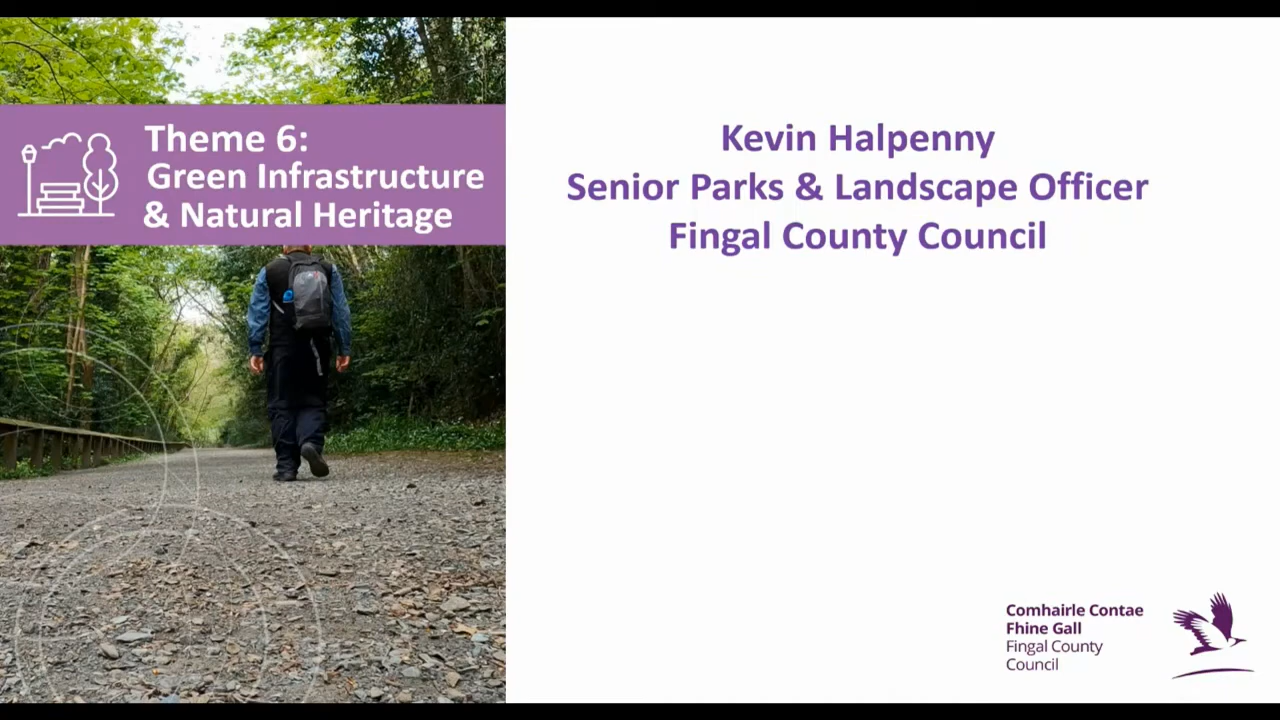 Theme 6:
Green Infrastructure
& Natural Heritage
Kevin Halpenny
Senior Parks & Landscape Officer
Fingal County Council
Comhairle Contae
Fhine Gall
Fingal County
Council